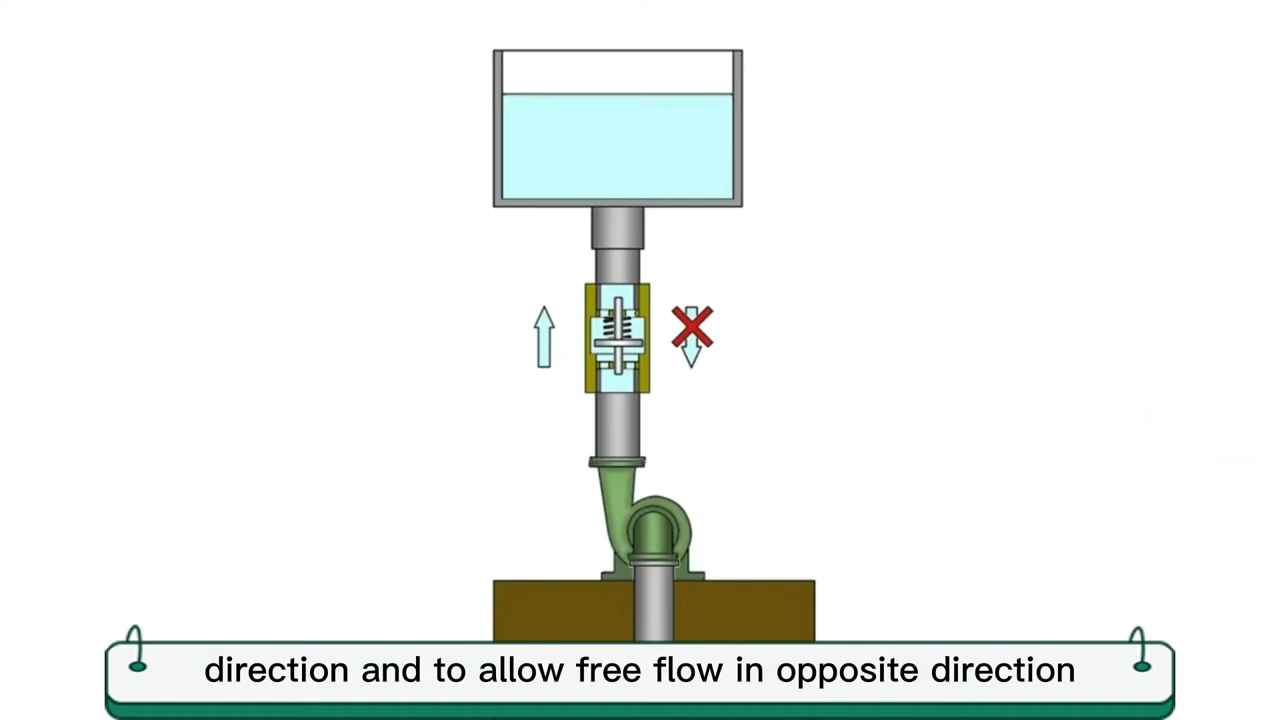 direction and to allow free flow in opposite direction